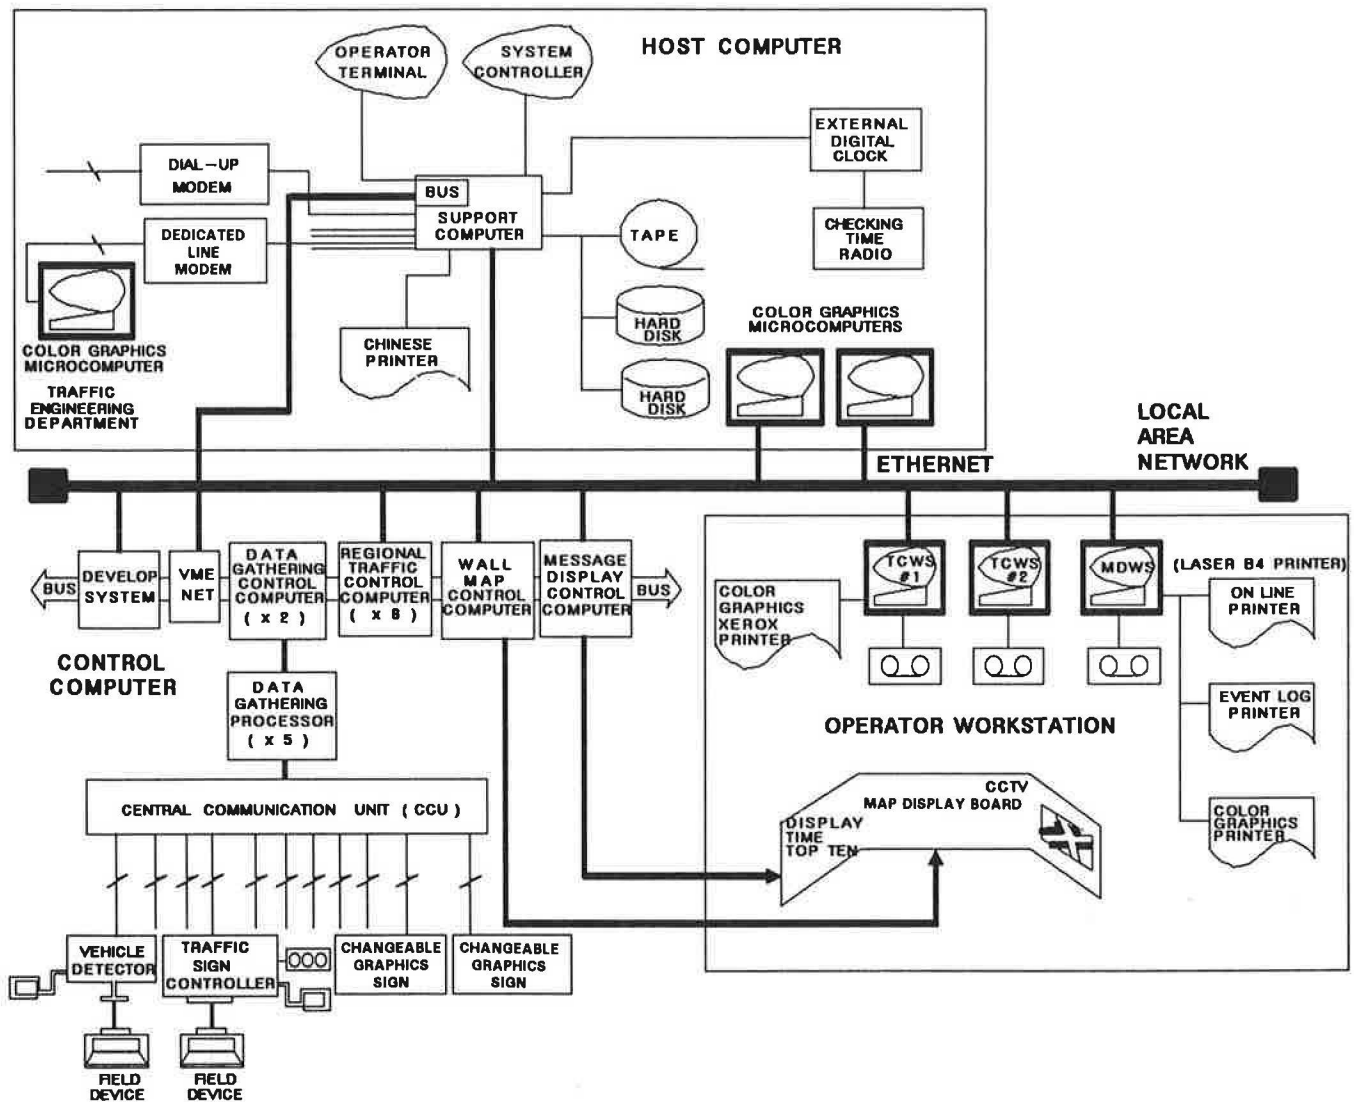 HOST COMPUTER
OPERATOR
TERMINAL
SYSTEM
CONTROLLER
EXTERNAL
DIGITAL
CLOCK
DIAL-UP
MODEM
BUS
SUPPORT
COMPUTER
DEDICATED
LINE
MODEM
TAPE
CHECKING
TIME
RADIO
HARD
DISK
HARD
DISK
CHINESE
PRINTER
COLOR GRAPHICS
MICROCOMPUTERS
COLOR GRAPHICS
MICROCOMPUTER
TRAFFIC
ENGINEERING
DEPARTMENT
LOCAL
AREA
NETWORK
ETHERNET
BUS
DEVELOP
SYSTEM
VME
NET
DATA
GATHERING
CONTROL
COMPUTER
( x 2 )
REGIONAL
TRAFFIC
CONTROL
COMPUTER
( x 6 )
WALL
MAP
CONTROL
COMPUTER
MESSAGE
DISPLAY
CONTROL
COMPUTER
BUS
CONTROL
COMPUTER
DATA
GATHERING
PROCESSOR
( x 5 )
CENTRAL COMMUNICATION UNIT ( CCU )
VEHICLE
DETECTOR
TRAFFIC
SIGN
CONTROLLER
CHANGEABLE
GRAPHICS
SIGN
CHANGEABLE
GRAPHICS
SIGN
FIELD
DEVICE
FIELD
DEVICE
COLOR
GRAPHICS
XEROX
PRINTER
TCWS
#1
TCWS
#2
MDWS
(LASER B4 PRINTER)
ON LINE
PRINTER
EVENT LOG
PRINTER
COLOR
GRAPHICS
PRINTER
OPERATOR WORKSTATION
CCTV
MAP DISPLAY BOARD
DISPLAY
TIME
TOP TEN